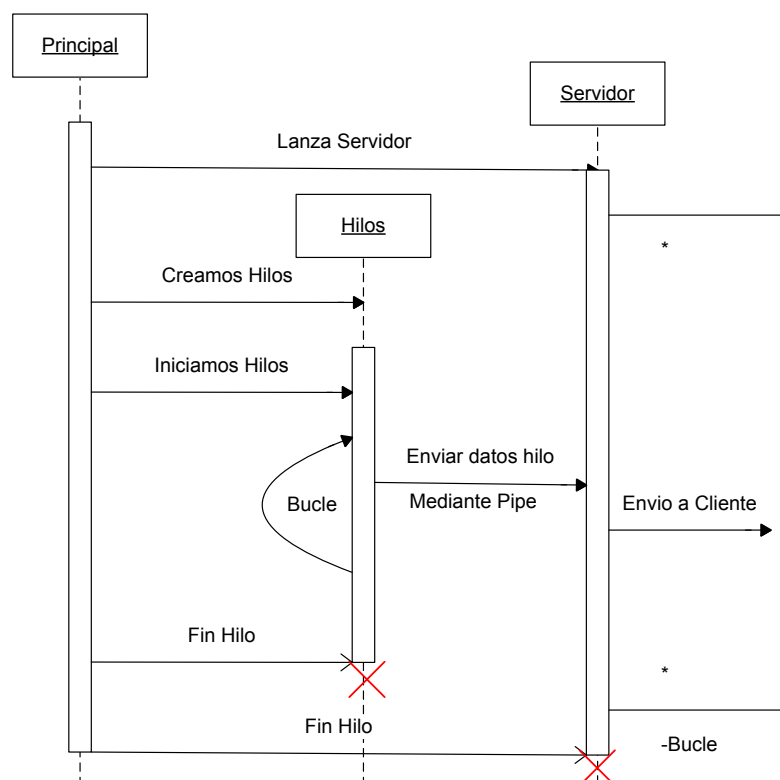 Principal
Servidor
Lanza Servidor
Hilos
*
Creamos Hilos
Iniciamos Hilos
Enviar datos hilo
Bucle
Mediante Pipe
Envio a Cliente
Fin Hilo
*
Fin Hilo
-Bucle